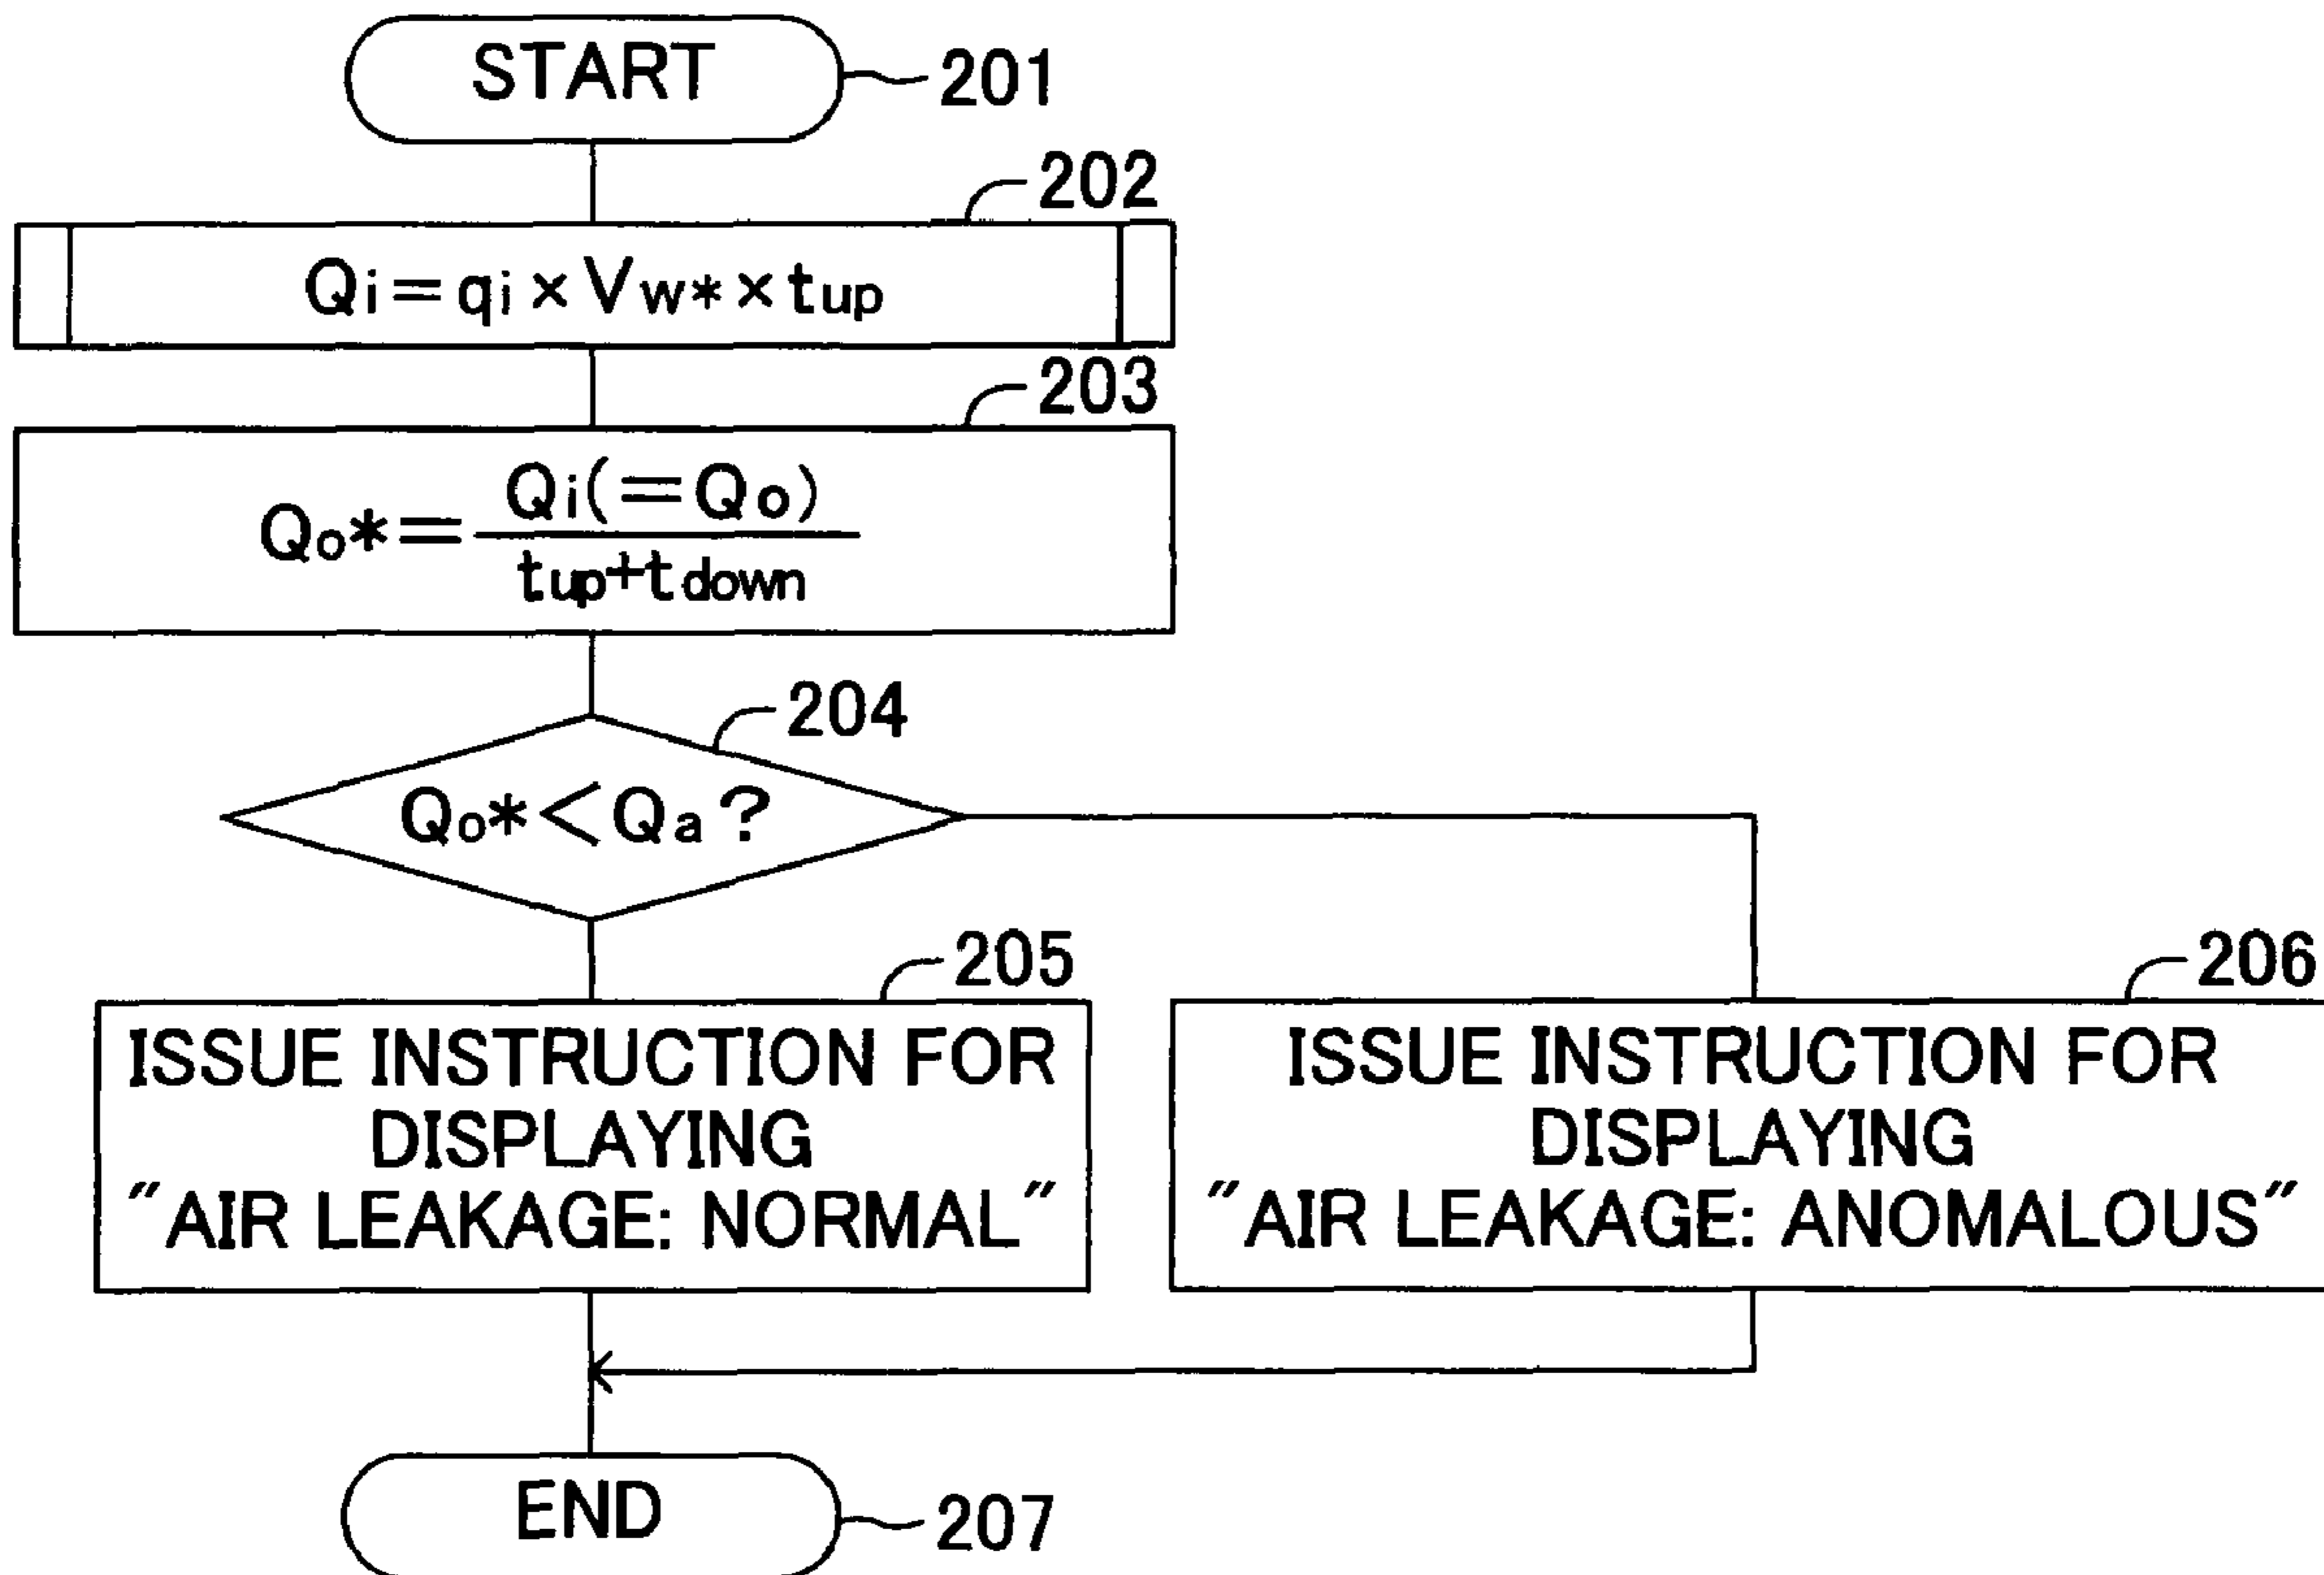 START
201
202
Qi=qi×Vw*×tup
203
Qo*=Qi(=Qo)
tup+tdown
204
Qo*<Qa?
205
206
ISSUE INSTRUCTION FOR
DISPLAYING
"AIR LEAKAGE: NORMAL"
ISSUE INSTRUCTION FOR
DISPLAYING
"AIR LEAKAGE: ANOMALOUS"
END
207